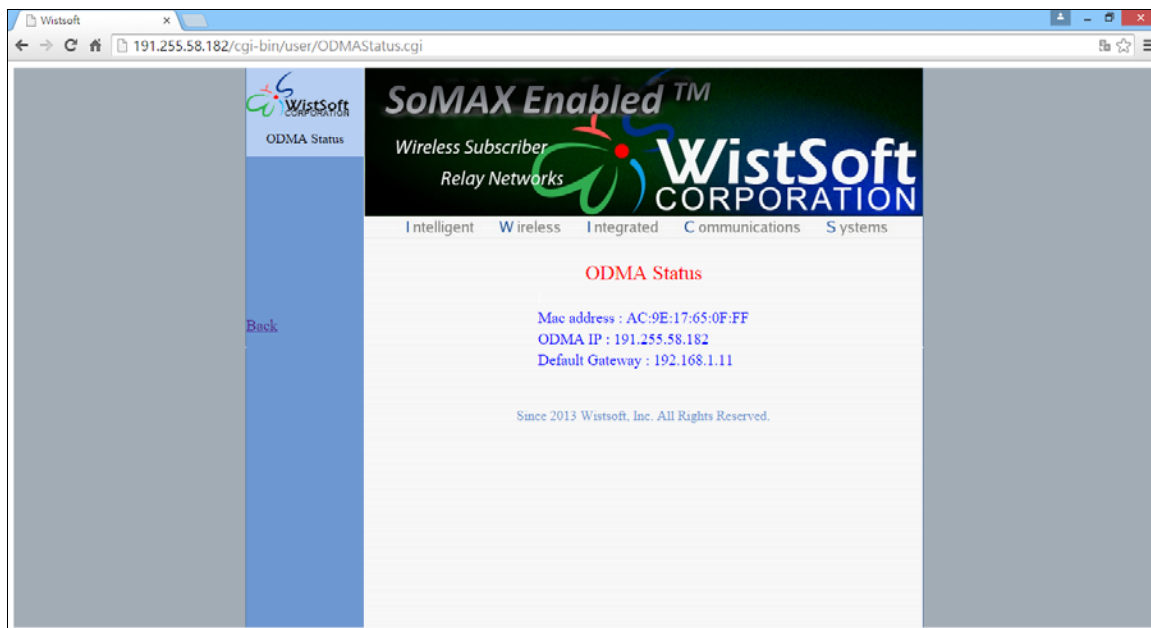 Wistsoft
191.255.58.182/cgi-bin/user/ODMAStatus.cgi
WistSoft
CORPORATION
ODMA Status
SoMAX Enabled TM
Wireless Subscriber
Relay Networks
WistSoft
CORPORATION
Intelligent Wireless Integrated Communications Systems
ODMA Status
Mac address : AC:9E:17:65:0F:FF
ODMA IP : 191.255.58.182
Default Gateway : 192.168.1.11
Back
Since 2013 Wistsoft, Inc. All Rights Reserved.